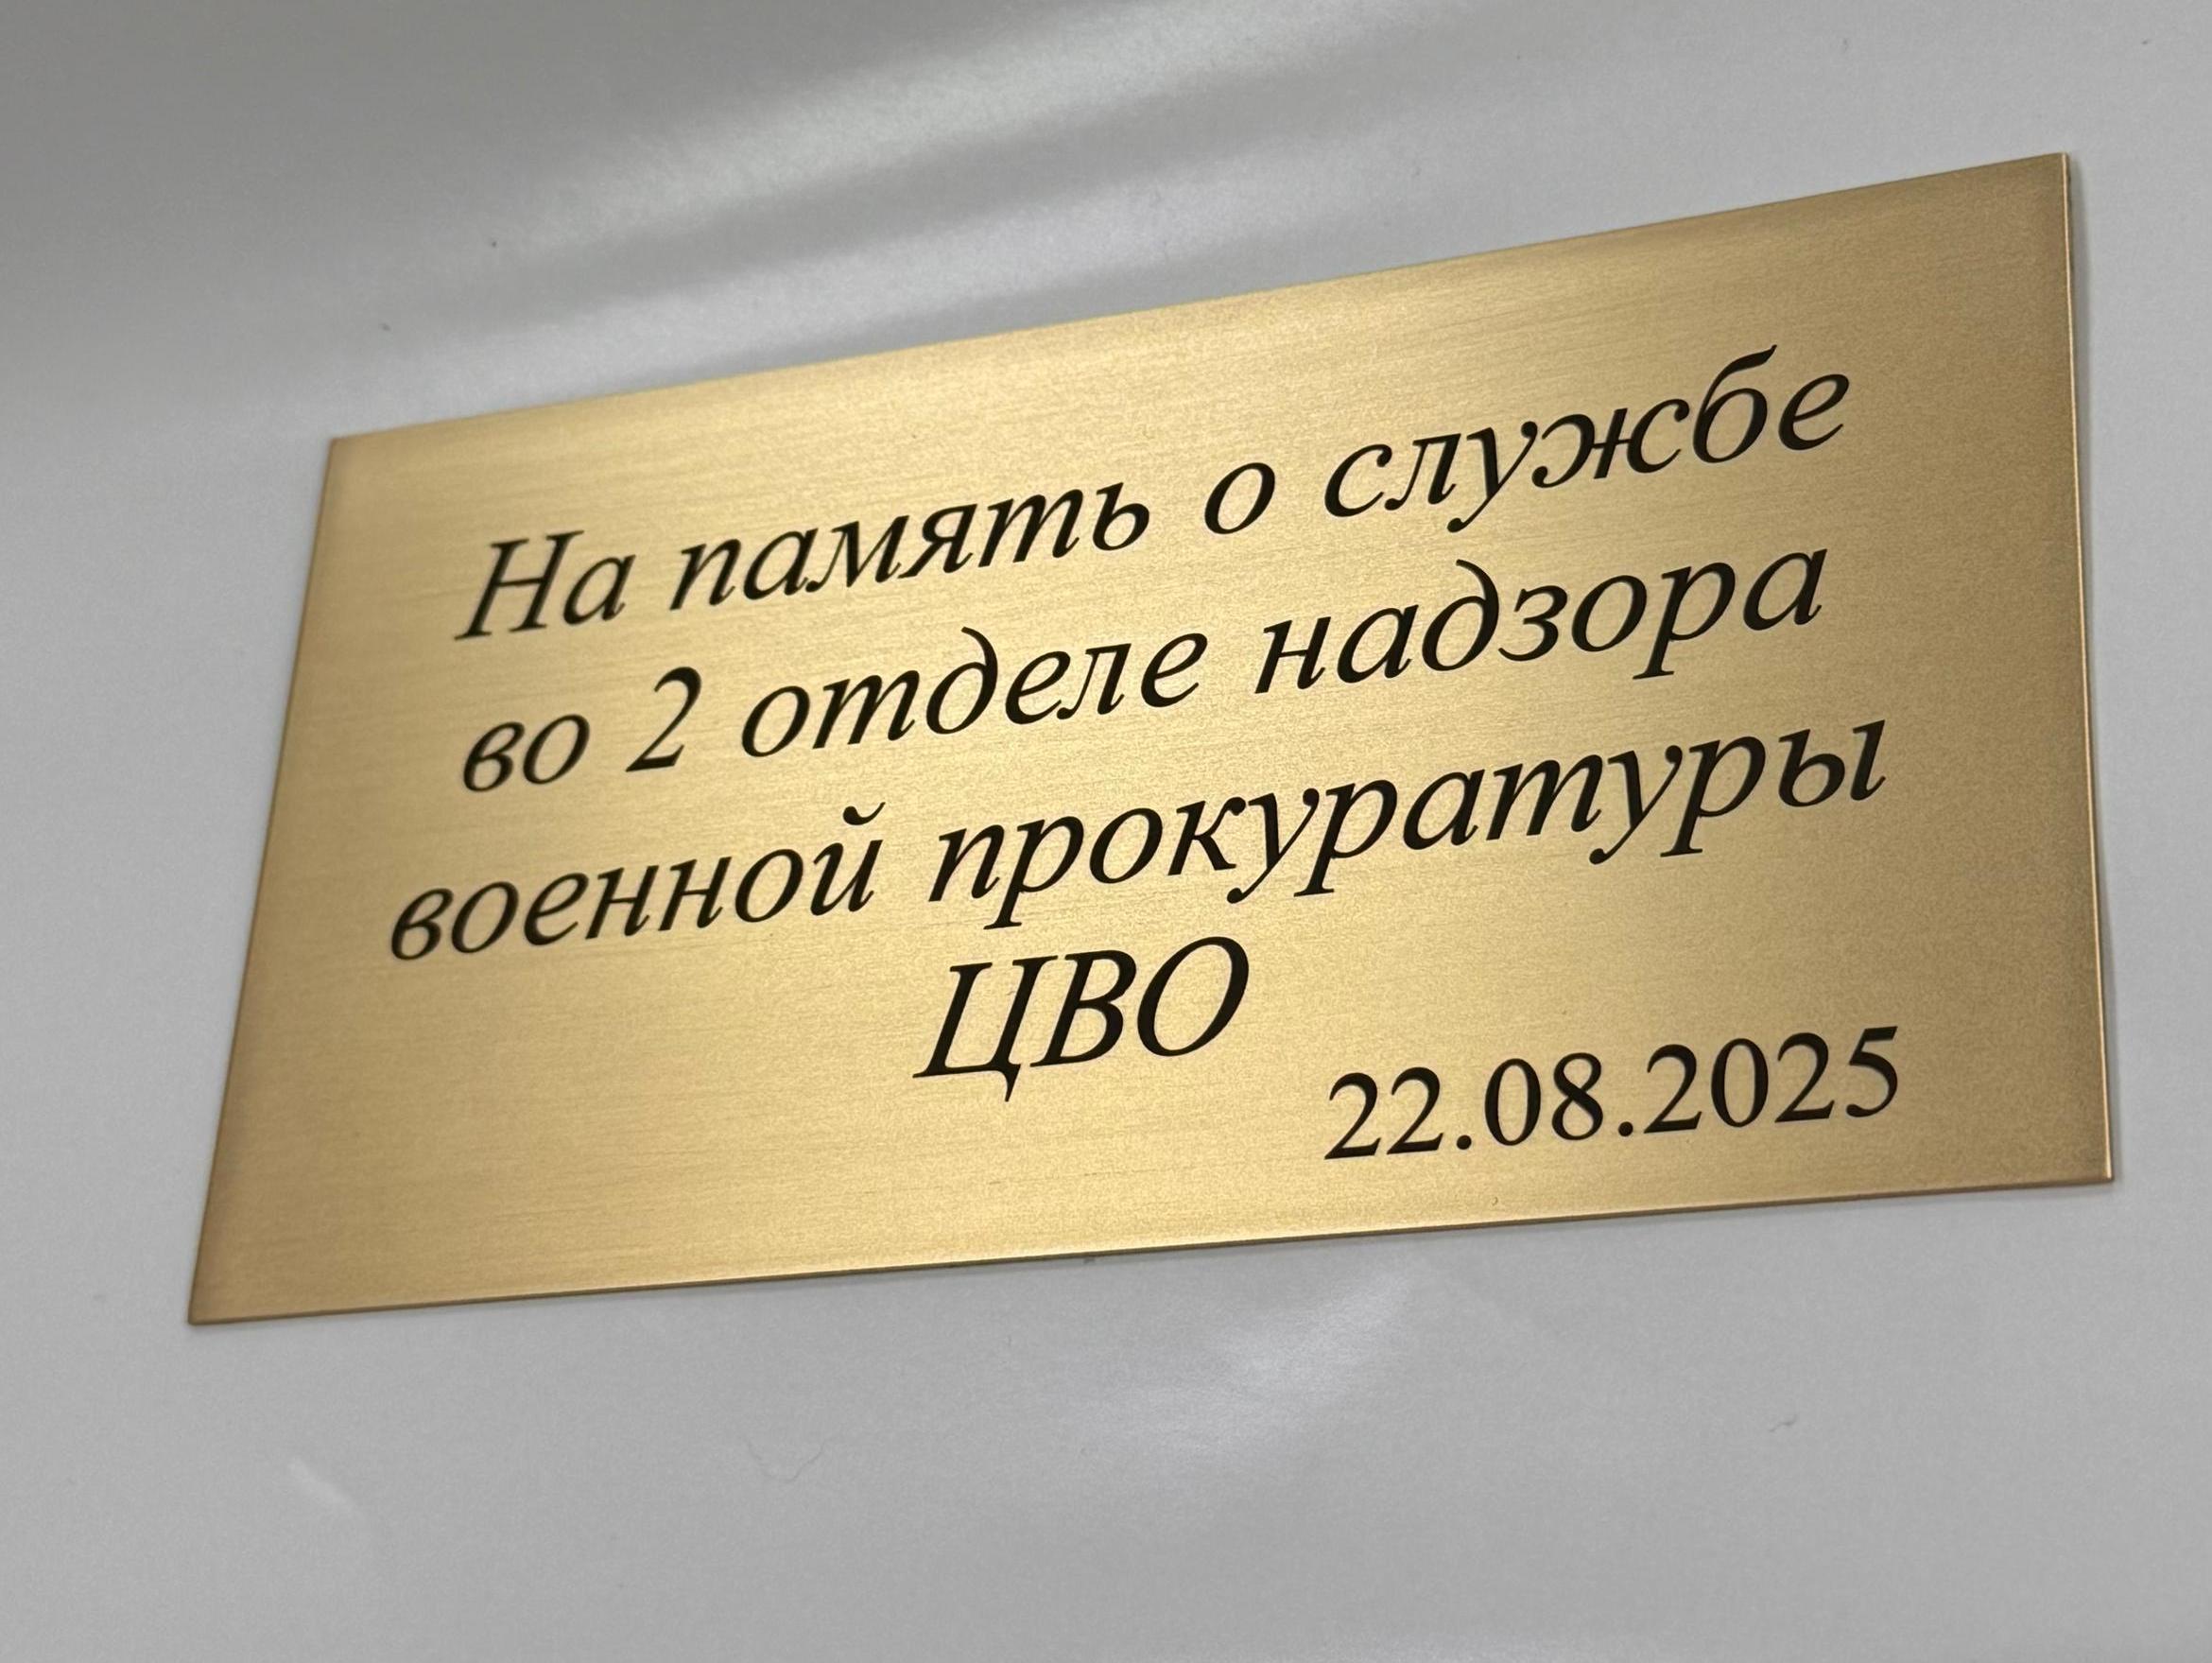 На память о службе
во 2 отделе надзора
военной прокуратуры
ЦВО
22.08.2025